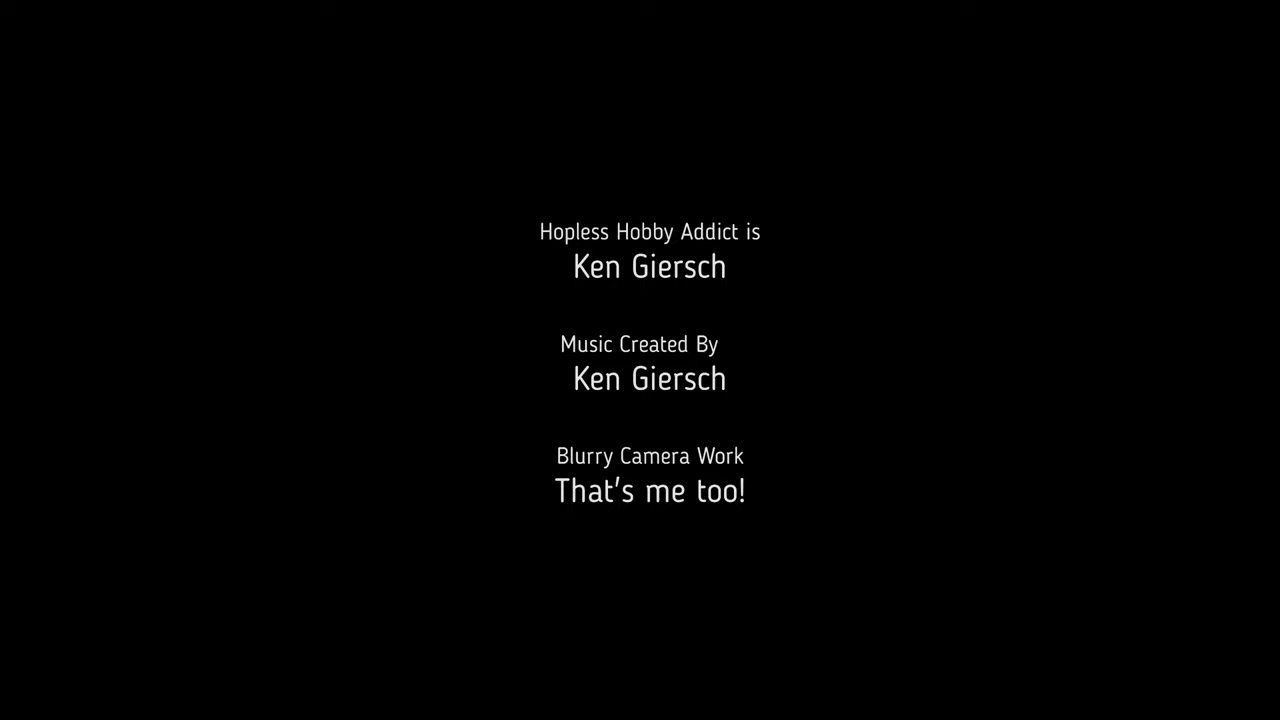 Hopless Hobby Addict is
Ken Giersch
Music Created By
Ken Giersch
Blurry Camera Work
That's me too!